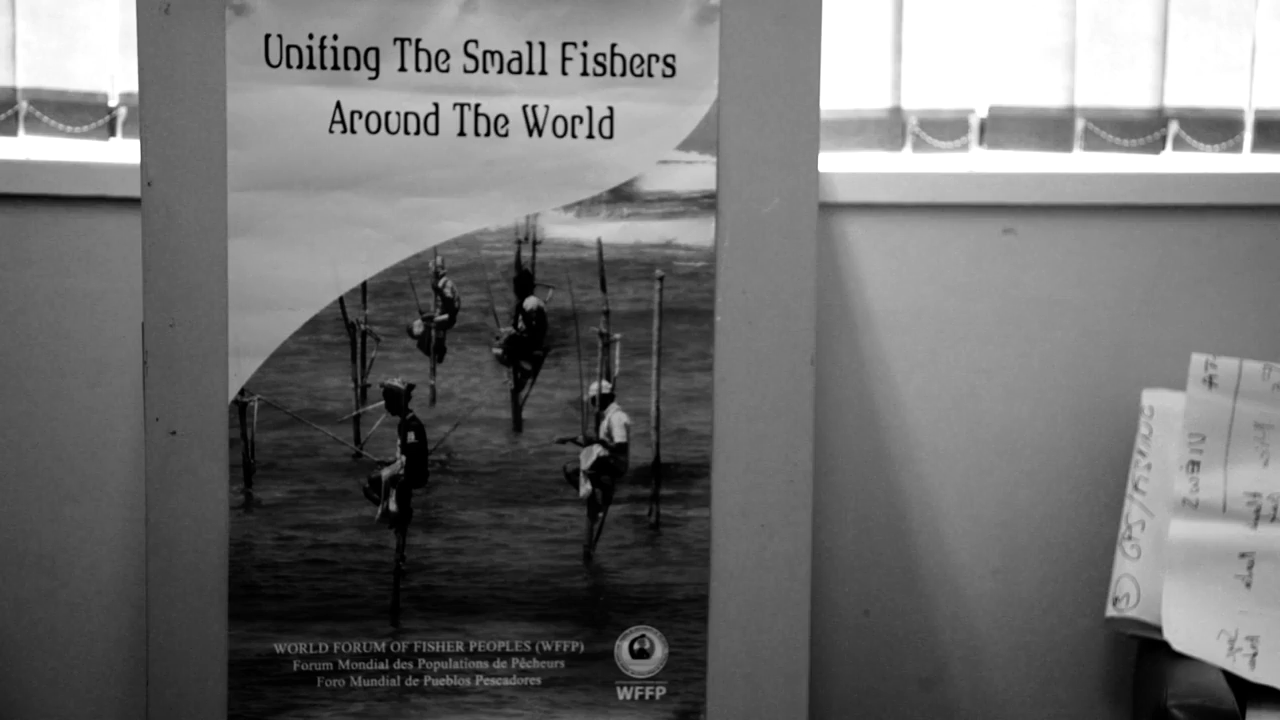 Unifing The Small Fishers
Around The World
WORLD FORUM OF FISHER PEOPLES (WFFP)
Forum Mondial des Populations de Pêcheurs
Foro Mundial de Pueblos Pescadores
WFFP